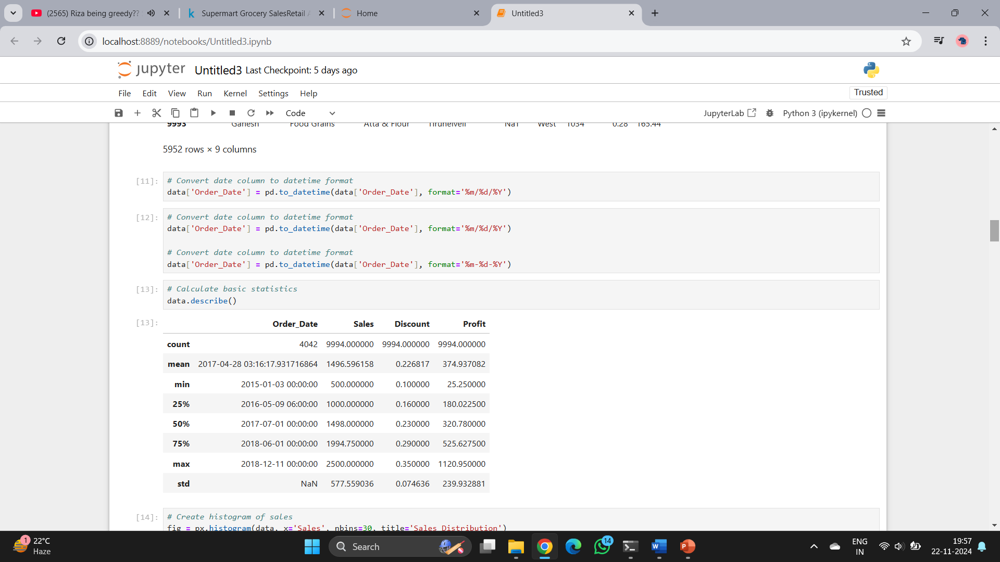 (2565) Riza being greedy??
Supermart Grocery SalesRetail
Home
Untitled3
localhost:8889/notebooks/Untitled3.ipynb
jupyter Untitled3 Last Checkpoint: 5 days ago
File Edit View Run Kernel Settings Help
Trusted
Code
JupyterLab
Python 3 (ipykernel)
9993 Ganesh Food Grains Atta & Flour Tirunelveli NaT West 1034 0.28 165.44
5952 rows × 9 columns
[11]:
# Convert date column to datetime format
data['Order_Date'] = pd.to_datetime(data['Order_Date'], format='%m/%d/%Y')
[12]:
# Convert date column to datetime format
data['Order_Date'] = pd.to_datetime(data['Order_Date'], format='%m/%d/%Y')
# Convert date column to datetime format
data['Order_Date'] = pd.to_datetime(data['Order_Date'], format='%m-%d-%Y')
[13]:
# Calculate basic statistics
data.describe()
[13]:
Order_Date Sales Discount Profit
count 4042 9994.000000 9994.000000 9994.000000
mean 2017-04-28 03:16:17.931716864 1496.596158 0.226817 374.937082
min 2015-01-03 00:00:00 500.000000 0.100000 25.250000
25% 2016-05-09 06:00:00 1000.000000 0.160000 180.022500
50% 2017-07-01 00:00:00 1498.000000 0.230000 320.780000
75% 2018-06-01 00:00:00 1994.750000 0.290000 525.627500
max 2018-12-11 00:00:00 2500.000000 0.350000 1120.950000
std NaN 577.559036 0.074636 239.932881
[14]:
# Create histogram of sales
fig = px.histogram(data, x='Sales', nbins=30, title='Sales Distribution')
1
22°C
Haze
Search
14
ENG
IN
19:57
22-11-2024